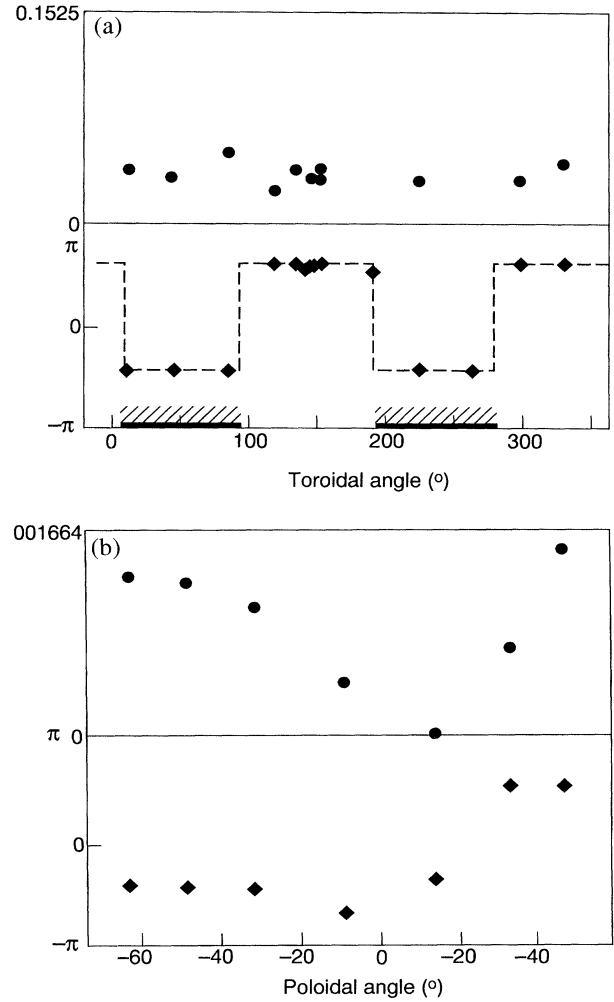 0.1525 (a)
0
π
0
−π
0 100 200 300
Toroidal angle (o)
001664 (b)
π 0
0
−π
−60 −40 −20 0 −20 −40
Poloidal angle (o)